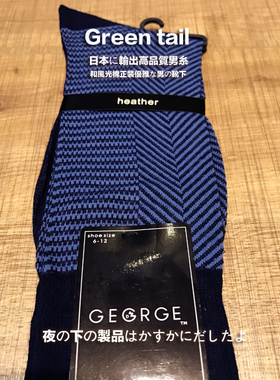 Green tail
日本に輸出高品質男糸
和風光棉正装優雅な男の靴下
heather
shoe size
6-12
GEORGE
TM
夜の下の製品はかすかにだしたよ